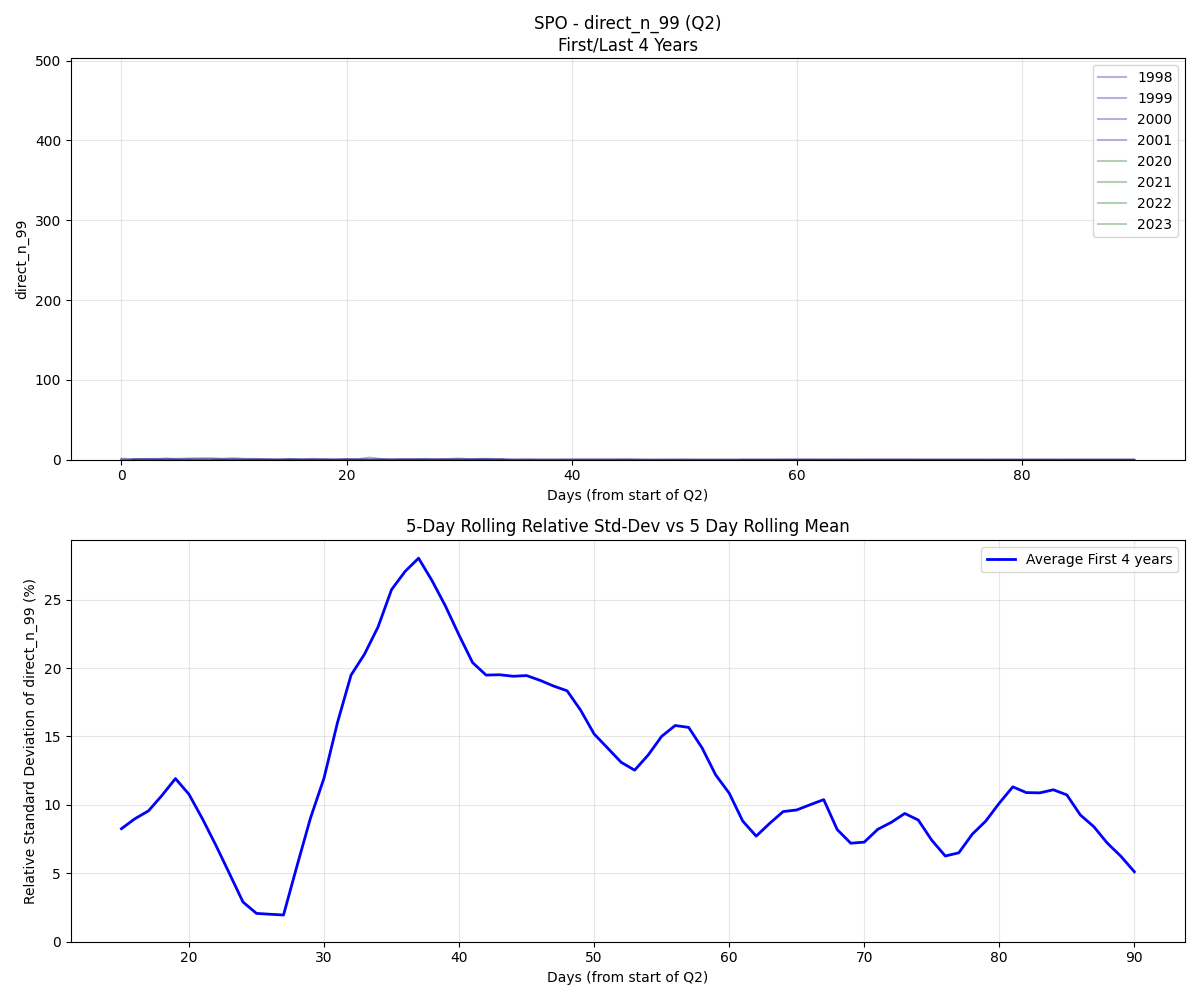 SPO - direct_n_99 (Q2)
First/Last 4 Years
direct_n_99
500
400
300
200
100
0
1998
1999
2000
2001
2020
2021
2022
2023
0 20 40 60 80
Days (from start of Q2)
5-Day Rolling Relative Std-Dev vs 5 Day Rolling Mean
Relative Standard Deviation of direct_n_99 (%)
25
20
15
10
5
0
Average First 4 years
20 30 40 50 60 70 80 90
Days (from start of Q2)